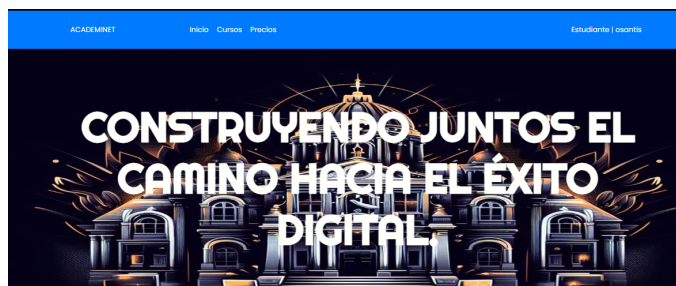 ACADEMINET Inicio Cursos Precios Estudiante | osantis
CONSTRUYENDO JUNTOS EL
CAMINO HACIA EL ÉXITO
DIGITAL.